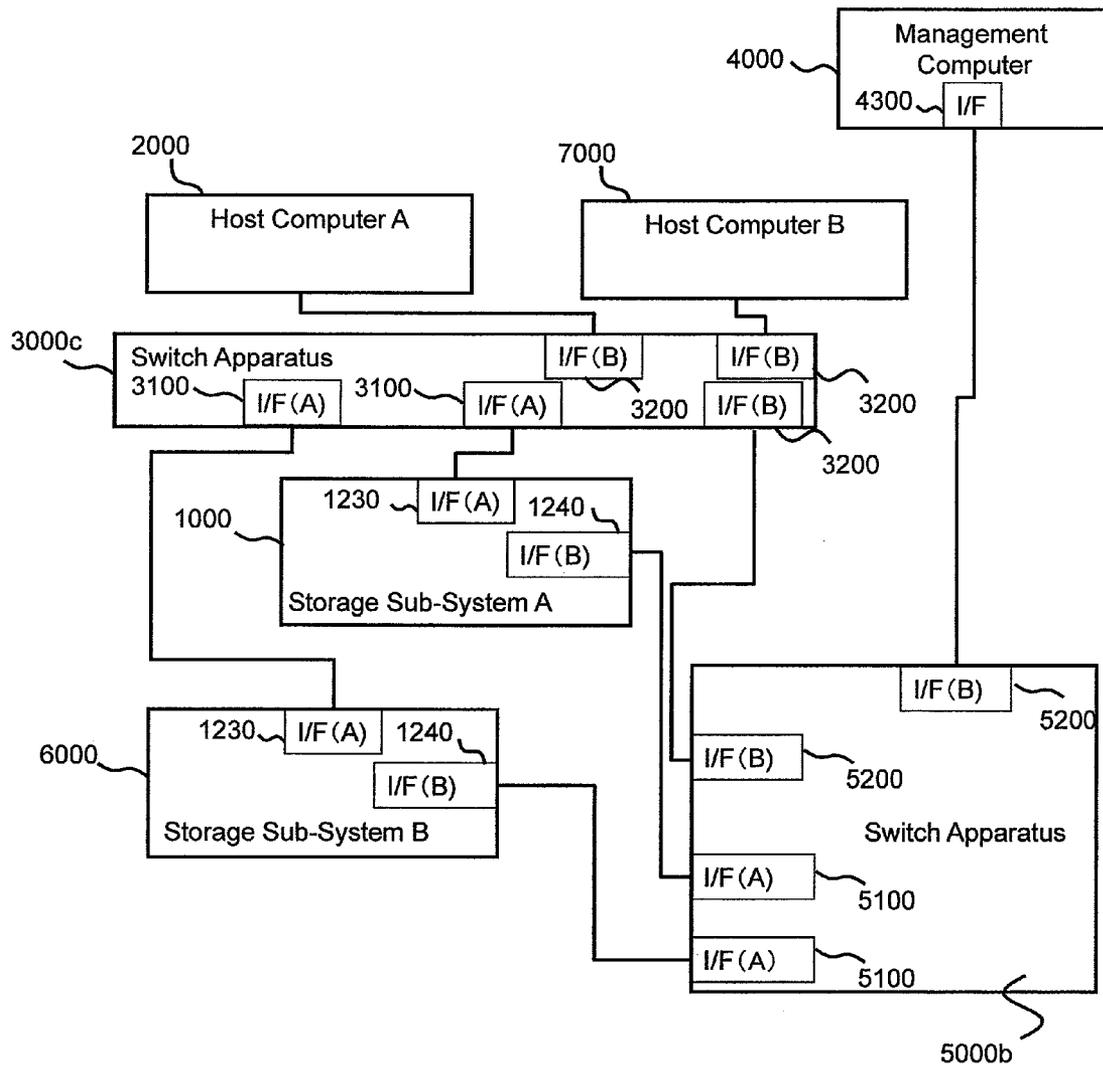 Management
Computer
4000
4300
I/F
2000
7000
Host Computer A
Host Computer B
3000c
Switch Apparatus
I/F(B)
I/F(B)
3100
I/F(A)
3100
I/F(A)
3200
I/F(B)
3200
3200
1230
I/F(A)
1240
1000
I/F(B)
Storage Sub-System A
I/F(B)
5200
1230
I/F(A)
1240
6000
I/F(B)
I/F(B)
5200
Storage Sub-System B
Switch Apparatus
I/F(A)
5100
I/F(A)
5100
5000b